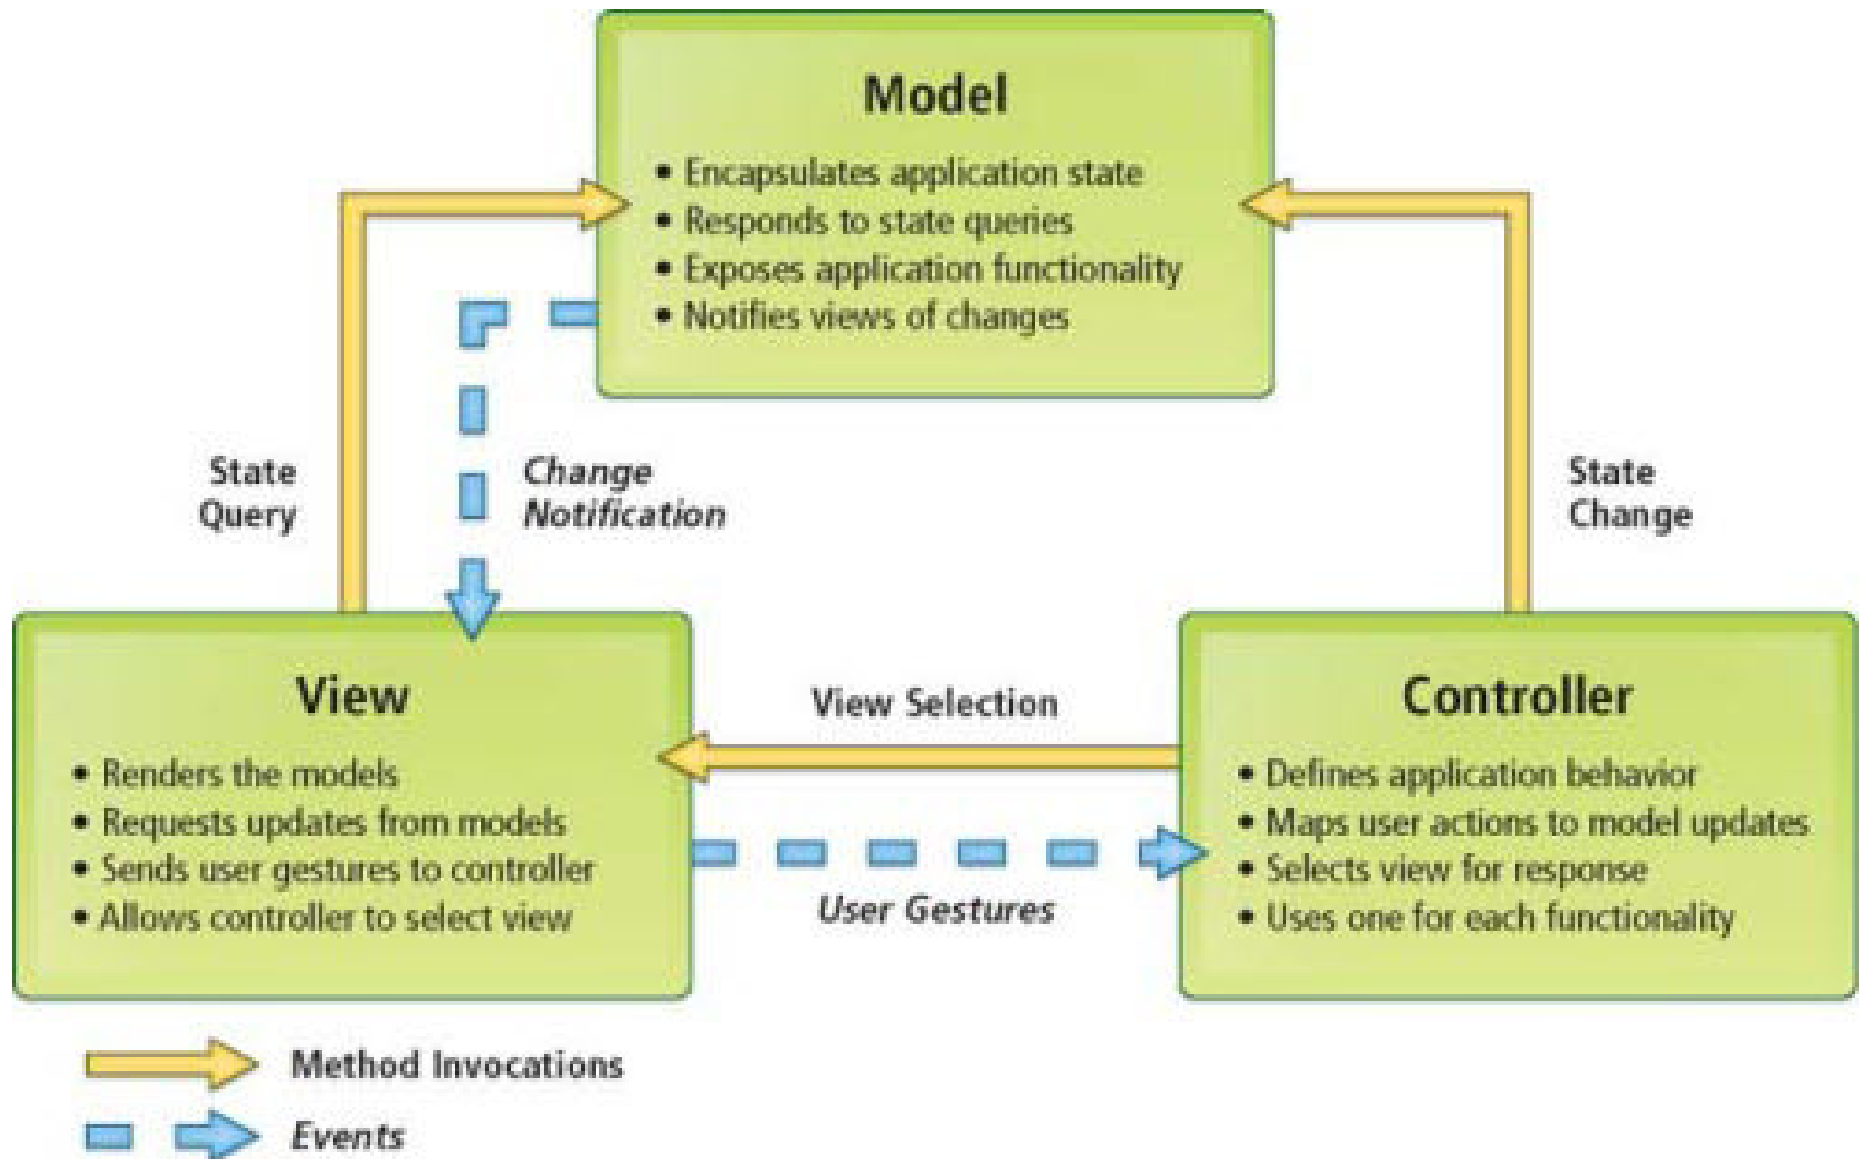 Model
• Encapsulates application state
• Responds to state queries
• Exposes application functionality
• Notifies views of changes
State
Query
Change
Notification
State
Change
View
• Renders the models
• Requests updates from models
• Sends user gestures to controller
• Allows controller to select view
View Selection
User Gestures
Controller
• Defines application behavior
• Maps user actions to model updates
• Selects view for response
• Uses one for each functionality
Method Invocations
Events